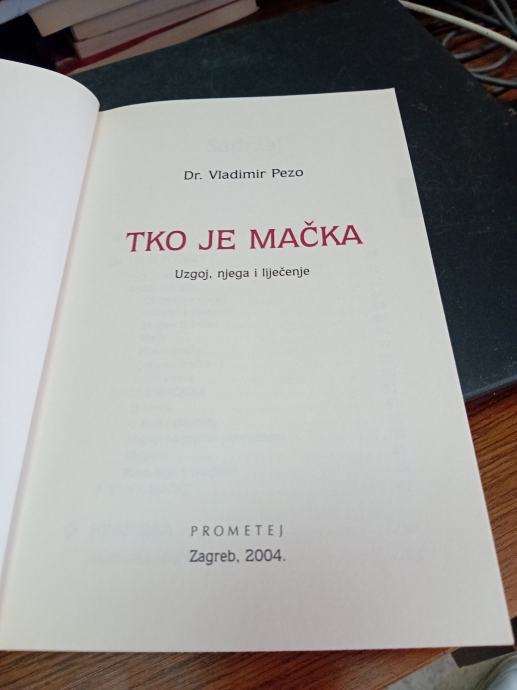 Dr. Vladimir Pezo
TKO JE MAČKA
Uzgoj, njega i liječenje
PROMETEJ
Zagreb, 2004.